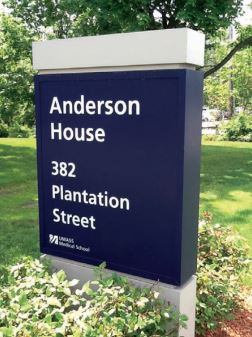 Anderson
House
382
Plantation
Street
UMASS
Medical School